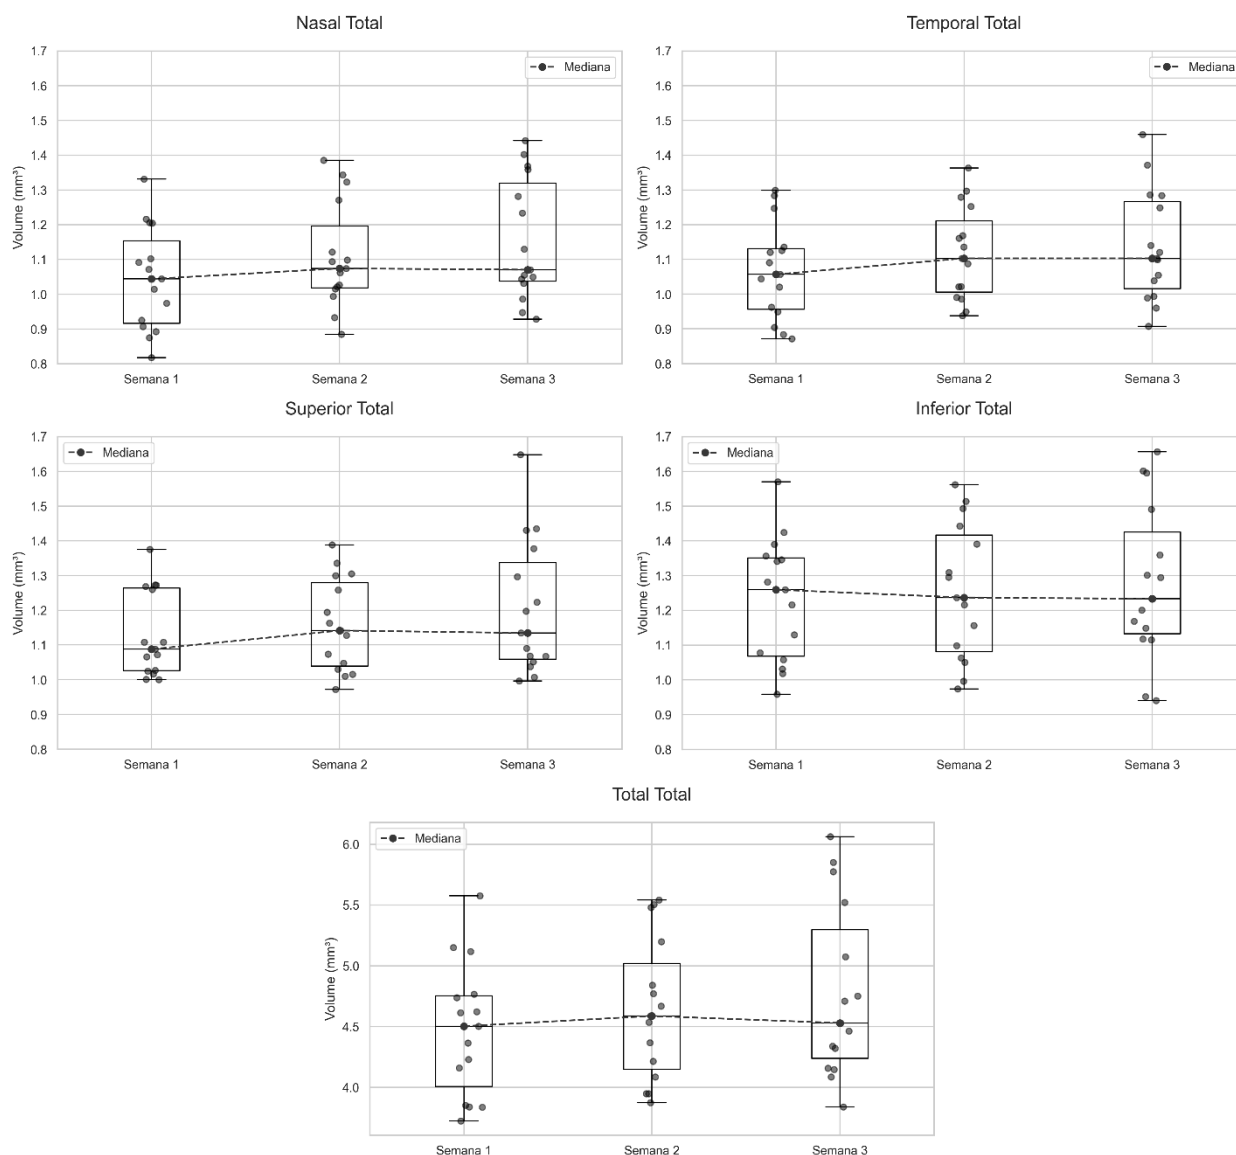 Nasal Total
Temporal Total
Volume (mm³)
1.7
1.6
1.5
1.4
1.3
1.2
1.1
1.0
0.9
0.8
Mediana
Semana 1
Semana 2
Semana 3
Volume (mm³)
1.7
1.6
1.5
1.4
1.3
1.2
1.1
1.0
0.9
0.8
Mediana
Semana 1
Semana 2
Semana 3
Superior Total
Inferior Total
Volume (mm³)
1.7
1.6
1.5
1.4
1.3
1.2
1.1
1.0
0.9
0.8
Mediana
Semana 1
Semana 2
Semana 3
Volume (mm³)
1.7
1.6
1.5
1.4
1.3
1.2
1.1
1.0
0.9
0.8
Mediana
Semana 1
Semana 2
Semana 3
Total Total
Volume (mm³)
6.0
5.5
5.0
4.5
4.0
Mediana
Semana 1
Semana 2
Semana 3